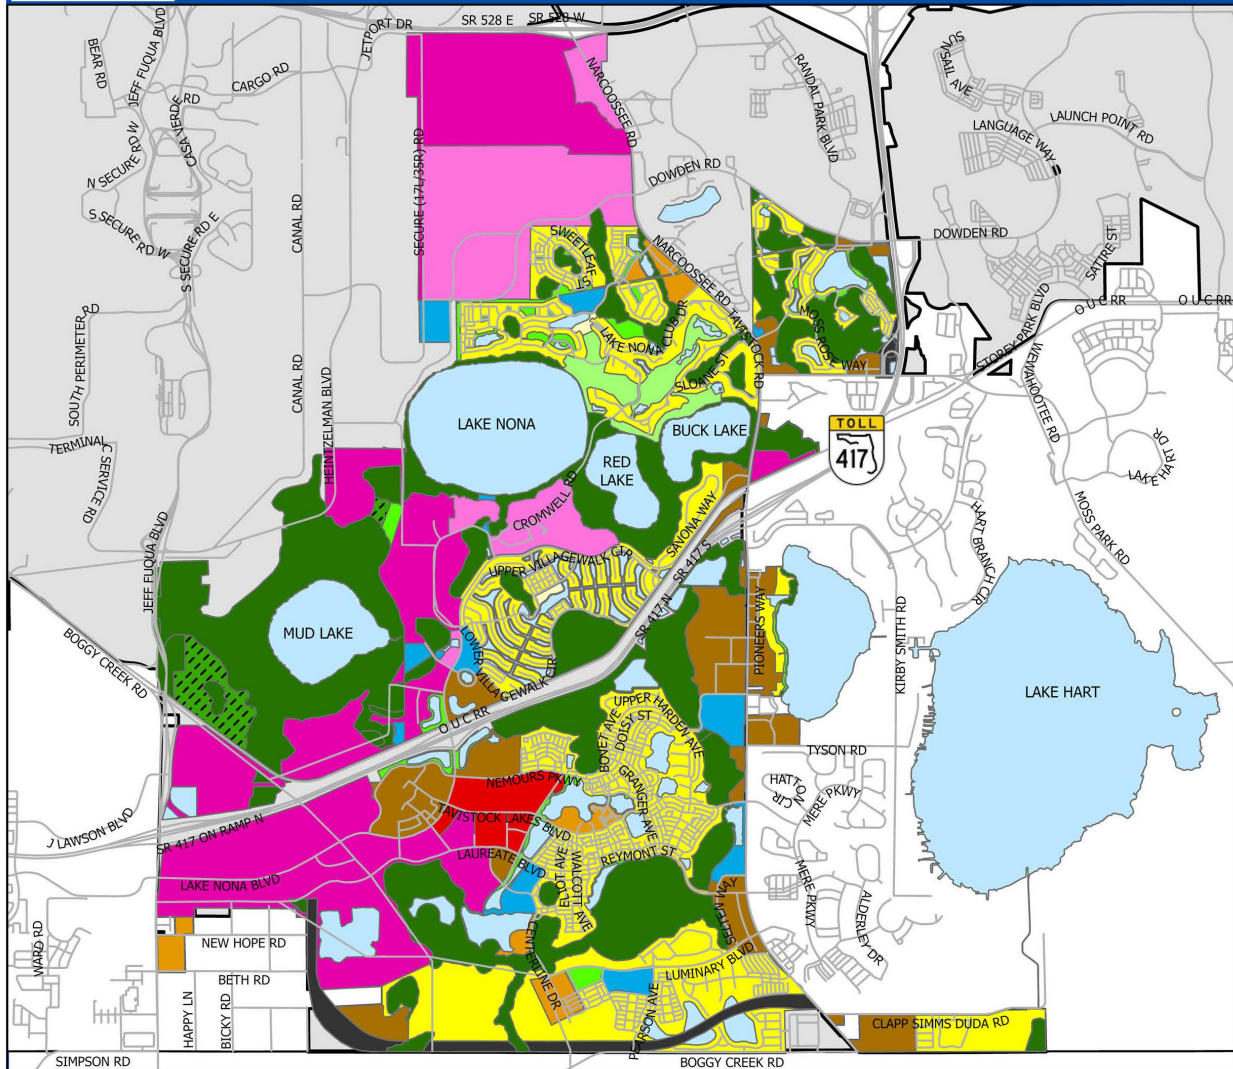 SR 528 E
SR 528 W
JETPORT DR
JEFF FUQUA BLVD
BEAR RD
CARGO RD
CASA VERDE RD
NARCOOSSEE RD
RANDAL PARK BLVD
SUNSAIL AVE
LANGUAGE WAY
LAUNCH POINT RD
N SECURE RD W
S SECURE RD W
S SECURE RD E
CANAL RD
SECURE (17L/35R) RD
DOWDEN RD
DOWDEN RD
SWEETLEAF ST
NARCOOSSEE RD
SATIRE ST
O U C RR
O U C RR
SOUTH PERIMETER RD
CANAL RD
HEINTZELMAN BLVD
LAKE NONA CLUB DR
TAVISTOCK RD
MOSS ROSE WAY
STOREY PARK BLVD
WEWAHOOTEE RD
SLOANE ST
LAKE NONA
BUCK LAKE
RED LAKE
TOLL
417
TERMINAL C SERVICE RD
LAKE HART DR
MOSS PARK RD
CROMWELL RD
SAVONA WAY
HART BRANCH CIR
JEFF FUQUA BLVD
UPPER VILLAGEWALK CIR
SR 417 S
SR 417 N
MUD LAKE
BOGGY CREEK RD
LOWER VILLAGEWALK CIR
PIONEERS WAY
KIRBY SMITH RD
LAKE HART
O U C RR
UPPER HARDEN AVE
BONET AVE
DOISY ST
TYSON RD
NEMOURS PKWY
GRANGER AVE
HATTON CIR
MERE PKWY
TAVISTOCK LAKES BLVD
J LAWSON BLVD
SR 417 ON RAMP N
LAUREATE BLVD
REYMONT ST
LAKE NONA BLVD
ELIOT AVE
WALCOTT AVE
SELTEN WAY
MERE PKWY
ALDERLEY DR
WARD RD
NEW HOPE RD
BETH RD
CENTERLINE DR
LUMINARY BLVD
HAPPY LN
BICKY RD
PEARSON AVE
CLAPP SIMMS DUDA RD
SIMPSON RD
BOGGY CREEK RD